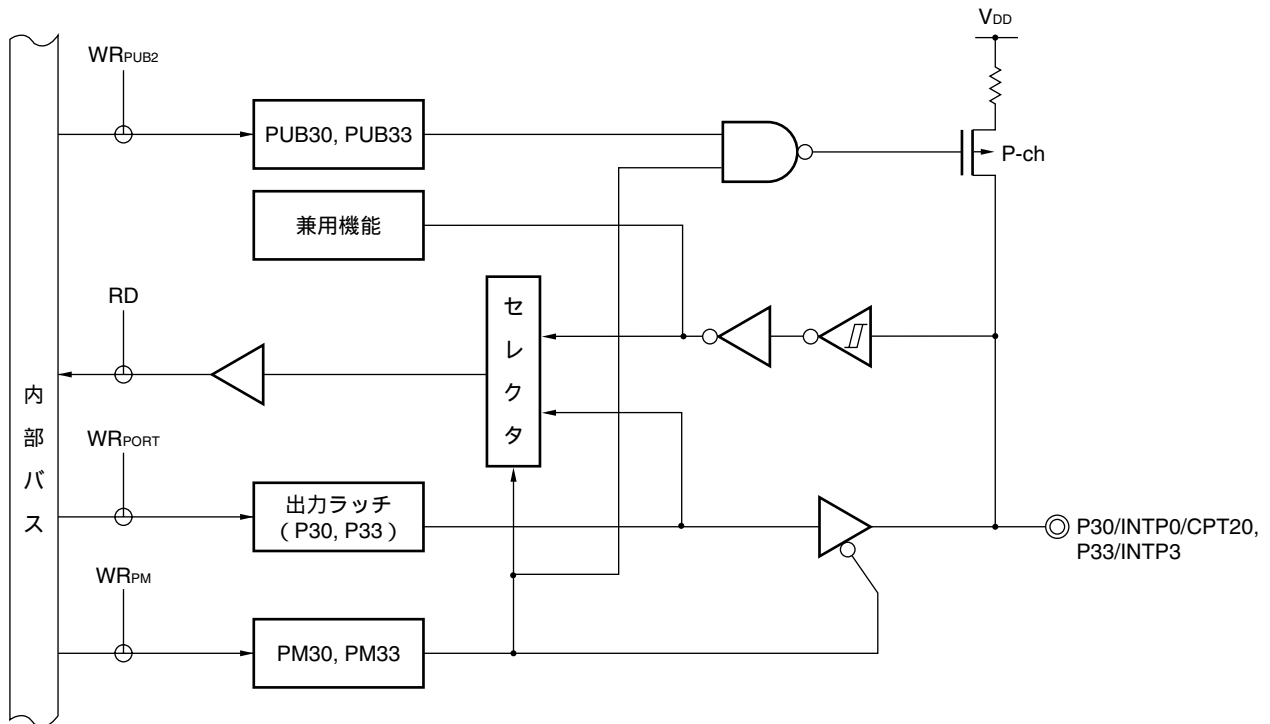 VDD
WRPUB2
PUB30, PUB33
P-ch
兼用機能
RD
セレクタ
内部バス
WRPORT
出力ラッチ
( P30, P33 )
P30/INTP0/CPT20,
P33/INTP3
WRPM
PM30, PM33